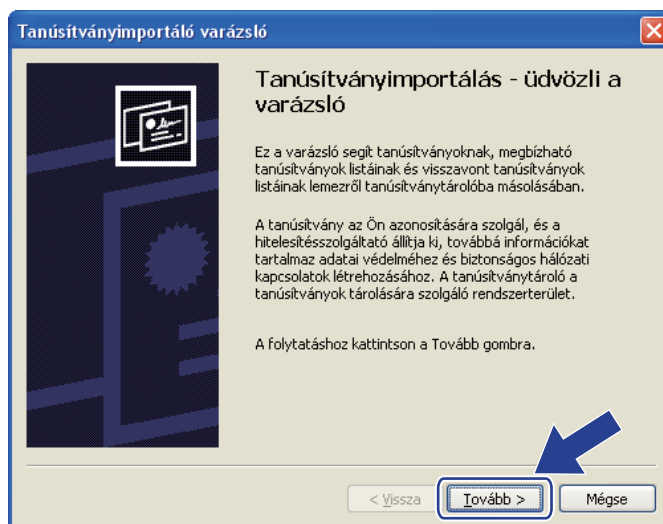 Tanúsítványimportáló varázsló
Tanúsítványimportálás - üdvözli a
varázsló
Ez a varázsló segít tanúsítványoknak, megbízható
tanúsítványok listáinak és visszavont tanúsítványok
listáinak lemezről tanúsítványtárolóba másolásában.
A tanúsítvány az Ön azonosítására szolgál, és a
hitelesítésszolgáltató állítja ki, továbbá információkat
tartalmaz adatai védelméhez és biztonságos hálózati
kapcsolatok létrehozásához. A tanúsítványtároló a
tanúsítványok tárolására szolgáló rendszerterület.
A folytatáshoz kattintson a Tovább gombra.
< Vissza Tovább > Mégse